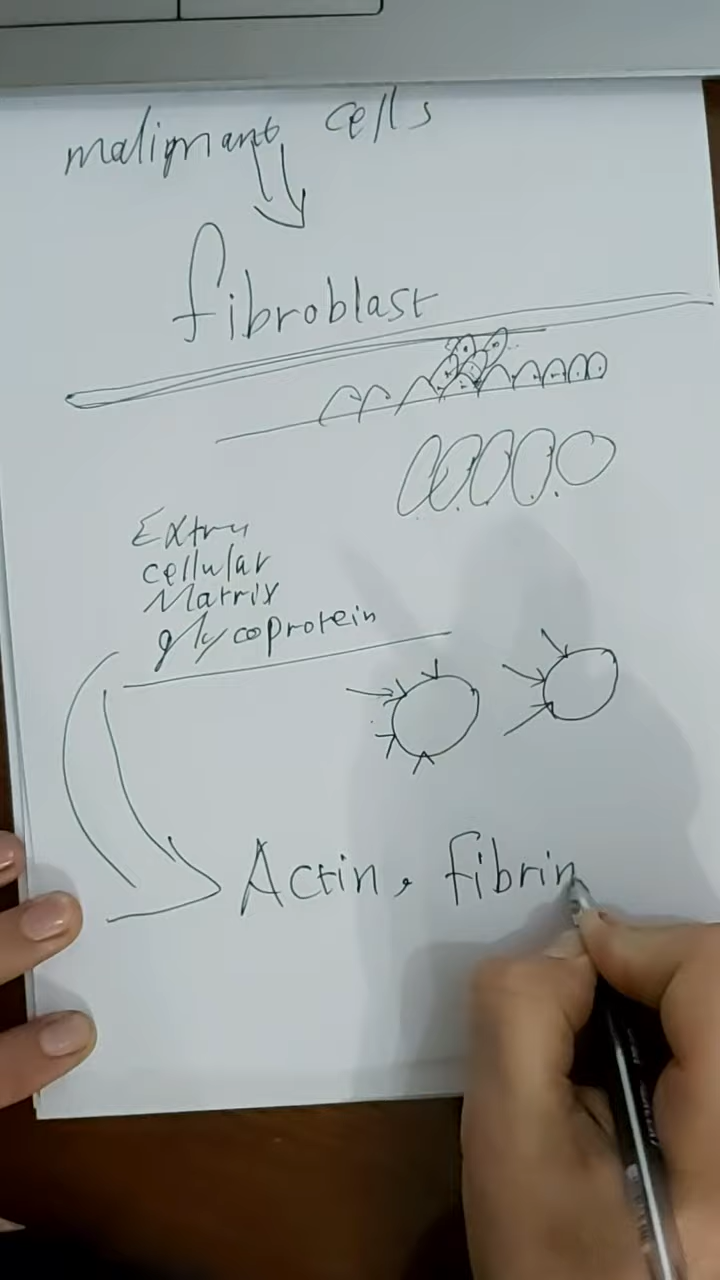 malignant cells
fibroblast
Extra
cellular
Matrix
glycoprotein
Actin, fibrin